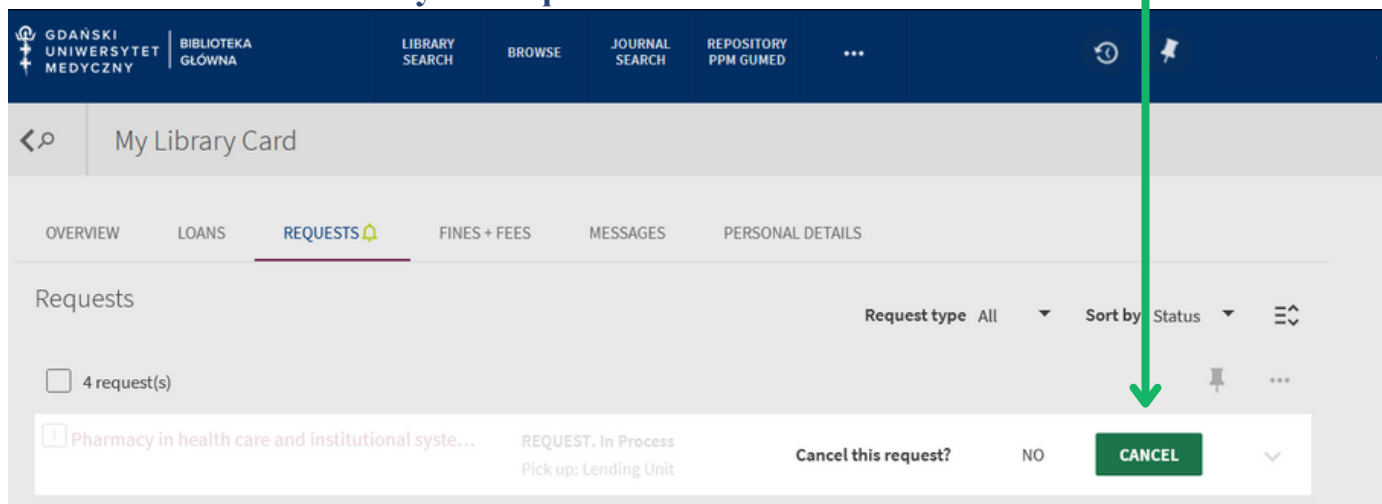 GDAŃSKI
UNIWERSYTET
MEDYCZNY
BIBLIOTEKA
GŁÓWNA
LIBRARY
SEARCH
BROWSE
JOURNAL
SEARCH
REPOSITORY
PPM GUMED
•••
My Library Card
OVERVIEW LOANS REQUESTS FINES + FEES MESSAGES PERSONAL DETAILS
Requests
Request type All Sort by Status
4 request(s)
1 Pharmacy in health care and institutional syste... REQUEST. In Process
Pick up: Lending Unit
Cancel this request? NO CANCEL